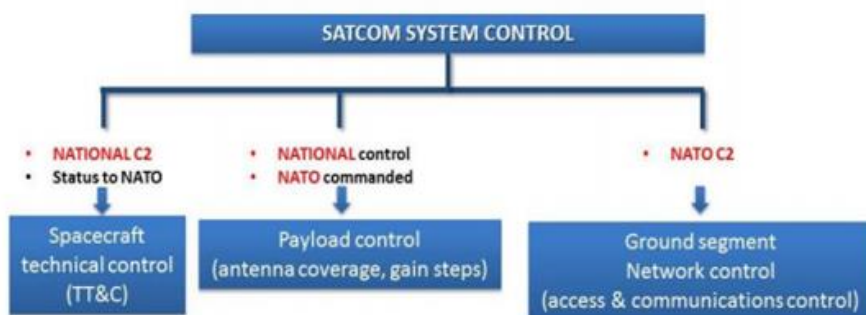 SATCOM SYSTEM CONTROL
• NATIONAL C2
• Status to NATO
• NATIONAL control
• NATO commanded
• NATO C2
Spacecraft
technical control
(TT&C)
Payload control
(antenna coverage, gain steps)
Ground segment
Network control
(access & communications control)